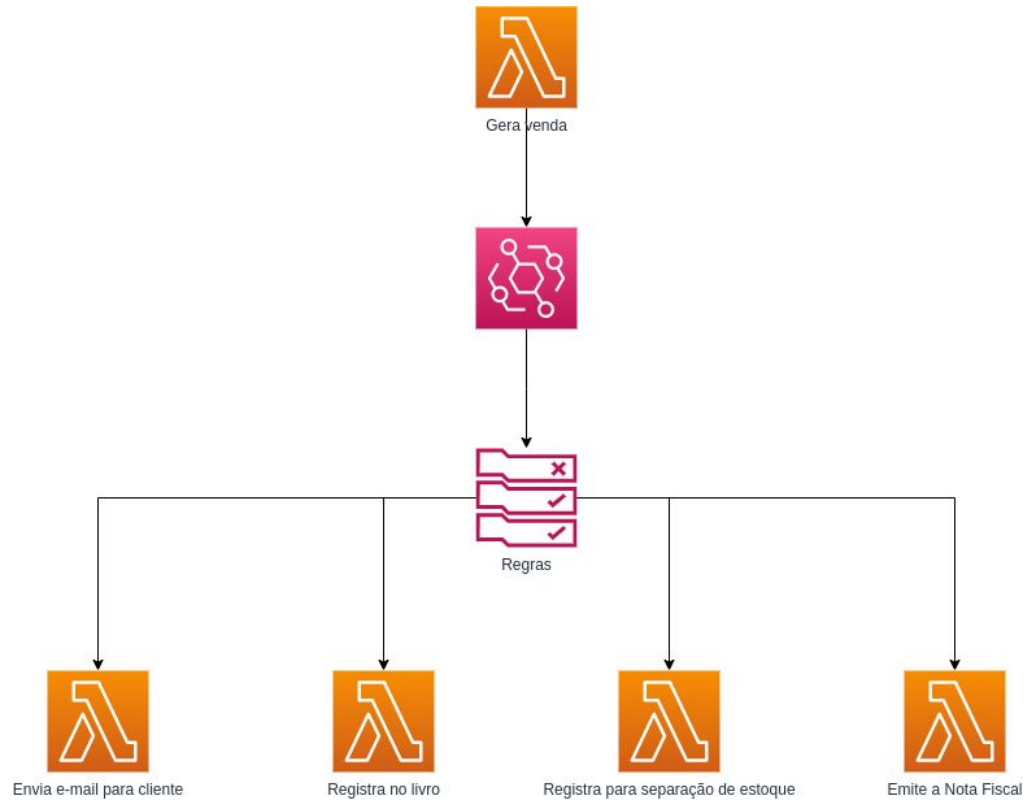 Gera venda
Regras
Envia e-mail para cliente
Registra no livro
Registra para separação de estoque
Emite a Nota Fiscal